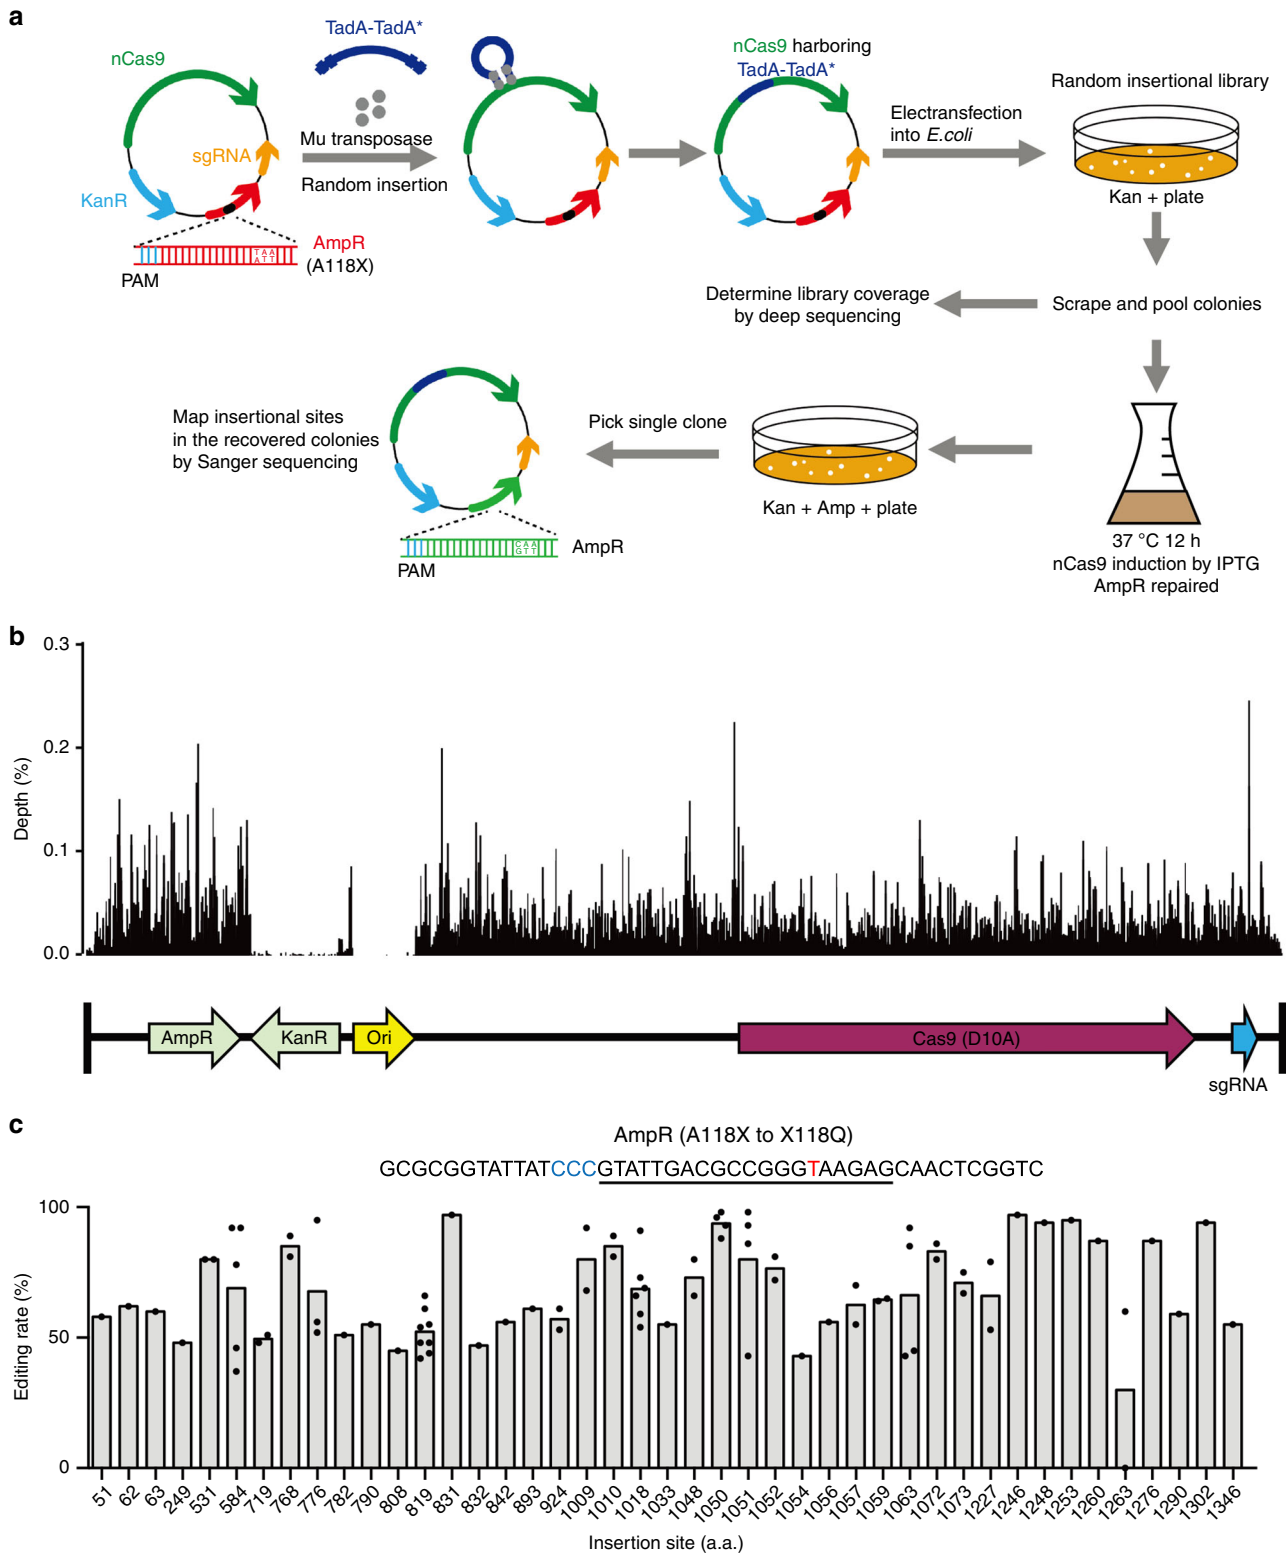 a
TadA-TadA*
nCas9
nCas9 harboring
TadA-TadA*
Random insertional library
Electransfection
into E.coli
Mu transposase
sgRNA
Random insertion
KanR
Kan + plate
AmpR
(A118X)
TAA
ATT
PAM
Determine library coverage
by deep sequencing
Scrape and pool colonies
Map insertional sites
in the recovered colonies
by Sanger sequencing
Pick single clone
Kan + Amp + plate
37 °C 12 h
nCas9 induction by IPTG
AmpR repaired
CAA
GTT
AmpR
PAM
b
0.3
0.2
0.1
0.0
Depth (%)
AmpR
KanR
Ori
Cas9 (D10A)
sgRNA
c
AmpR (A118X to X118Q)
GCGCGGTATTATCCCGTATTGACGCCGGGTAAGAGCAACTCGGTC
100
50
0
Editing rate (%)
51 62 63 249 531 584 719 768 776 782 790 808 819 831 832 842 893 924 1009 1010 1018 1033 1048 1050 1051 1052 1054 1056 1057 1059 1063 1072 1073 1227 1246 1248 1253 1260 1263 1276 1290 1302 1346
Insertion site (a.a.)